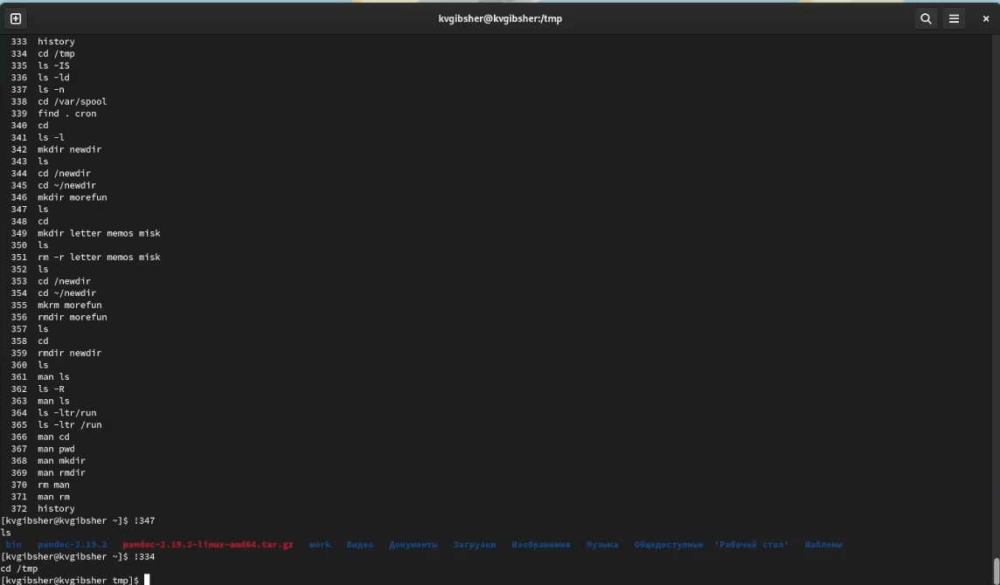 kvgibsher@kvgibsher:/tmp
333 history
334 cd /tmp
335 ls -IS
336 ls -ld
337 ls -n
338 cd /var/spool
339 find . cron
340 cd
341 ls -l
342 mkdir newdir
343 ls
344 cd /newdir
345 cd ~/newdir
346 mkdir morefun
347 ls
348 cd
349 mkdir letter memos misk
350 ls
351 rm -r letter memos misk
352 ls
353 cd /newdir
354 cd ~/newdir
355 mkrm morefun
356 rmdir morefun
357 ls
358 cd
359 rmdir newdir
360 ls
361 man ls
362 ls -R
363 man ls
364 ls -ltr/run
365 ls -ltr /run
366 man cd
367 man pwd
368 man mkdir
369 man rmdir
370 rm man
371 man rm
372 history
[kvgibsher@kvgibsher ~]$ !347
ls
bin pandoc-2.19.2 pandoc-2.19.2-linux-amd64.tar.gz work Видео Документы Загрузки Изображения Музыка Общедоступные 'Рабочий стол' Шаблоны
[kvgibsher@kvgibsher ~]$ !334
cd /tmp
[kvgibsher@kvgibsher tmp]$